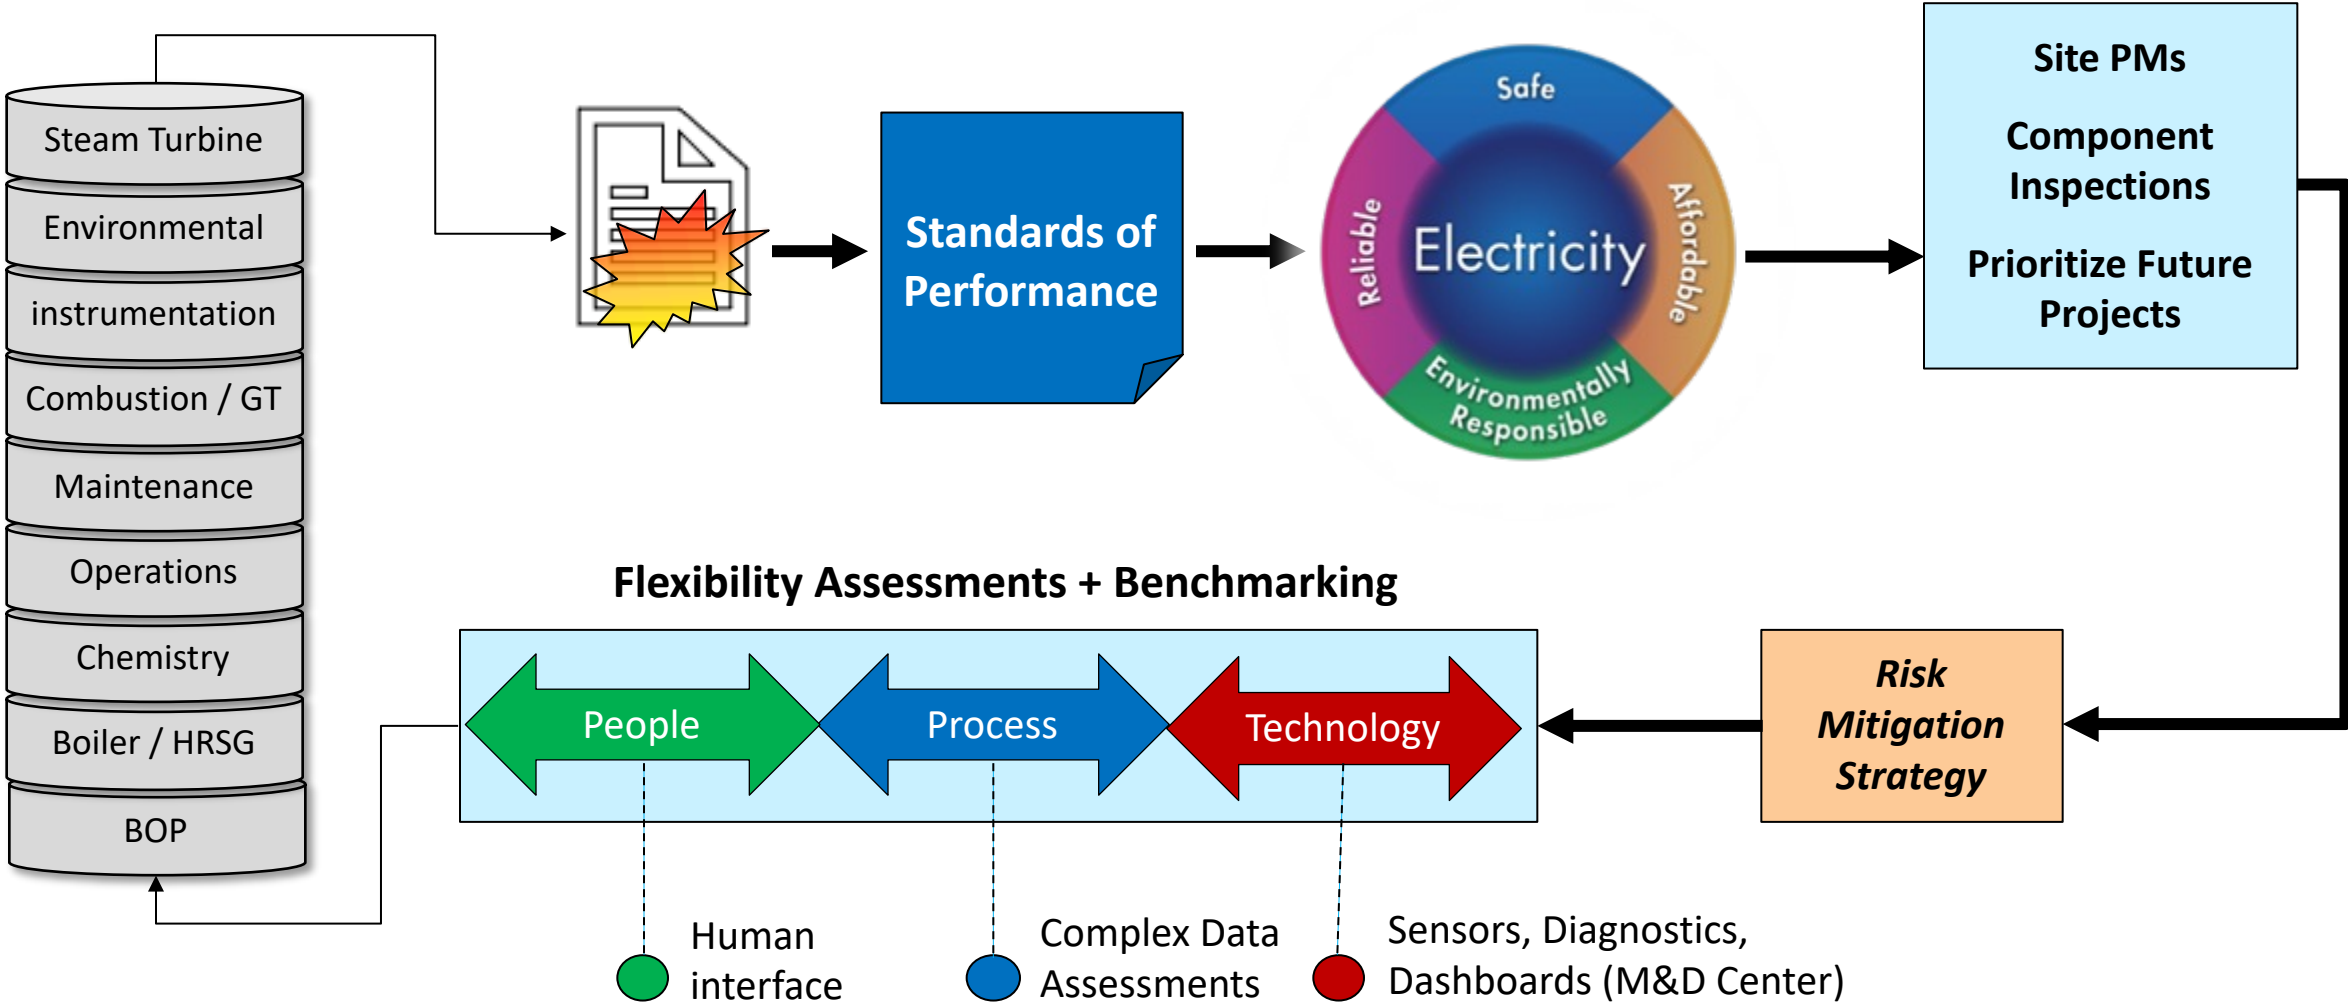 Steam Turbine
Environmental
instrumentation
Combustion / GT
Maintenance
Operations
Chemistry
Boiler / HRSG
BOP
Standards of
Performance
Safe
Reliable
Electricity
Affordable
Environmentally
Responsible
Site PMs
Component
Inspections
Prioritize Future
Projects
Risk
Mitigation
Strategy
Flexibility Assessments + Benchmarking
People
Process
Technology
Human
interface
Complex Data
Assessments
Sensors, Diagnostics,
Dashboards (M&D Center)